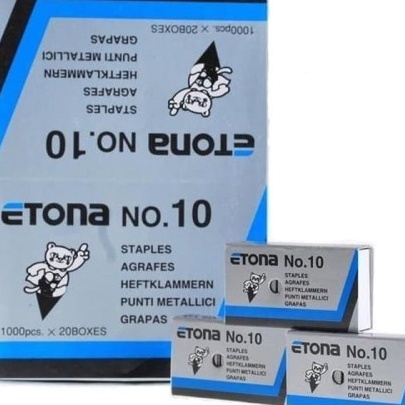 1000pcs. × 20BOXES
GRAPAS
PUNTI METALLICI
HEFTKLAMMERN
AGRAFES
STAPLES
ETONA NO.10
ETONA NO.10
STAPLES
AGRAFES
HEFTKLAMMERN
PUNTI METALLICI
GRAPAS
1000pcs. × 20BOXES
ETONA No.10
STAPLES
AGRAFES
HEFTKLAMMERN
PUNTI METALLICI
GRAPAS
ETONA No.10
STAPLES
AGRAFES
HEFTKLAMMERN
PUNTI METALLICI
GRAPAS
ETONA No.10
STAPLES
AGRAFES
HEFTKLAMMERN
PUNTI METALLICI
GRAPAS